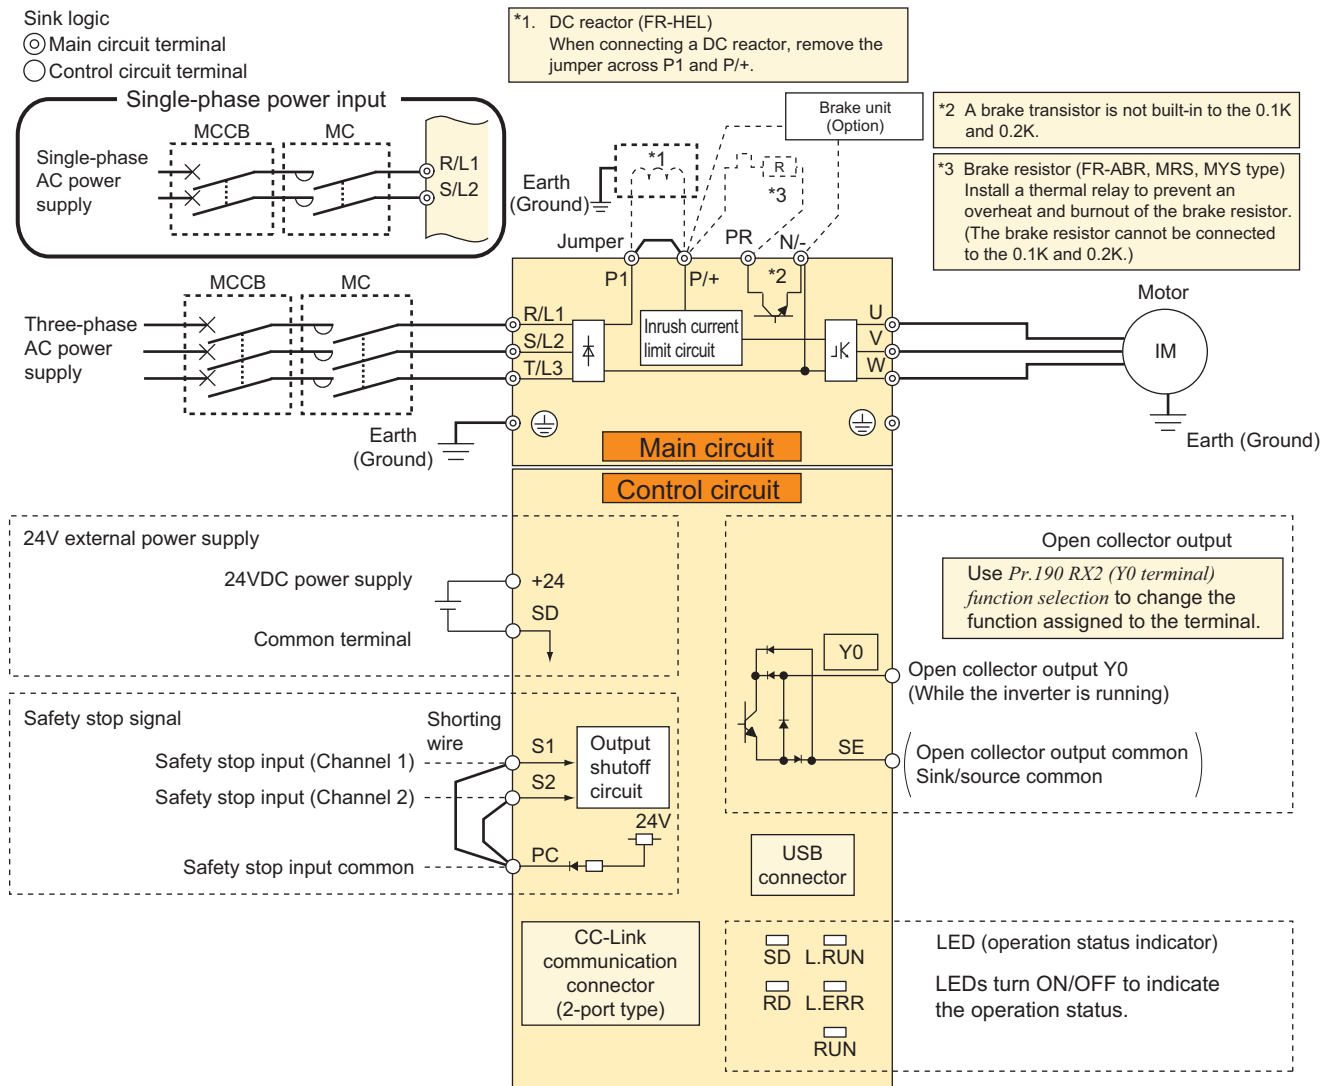 Sink logic
Main circuit terminal
Control circuit terminal
*1. DC reactor (FR-HEL)
When connecting a DC reactor, remove the
jumper across P1 and P/+.
Single-phase power input
MCCB
MC
Single-phase
AC power
supply
R/L1
S/L2
Brake unit
(Option)
*2 A brake transistor is not built-in to the 0.1K
and 0.2K.
*3 Brake resistor (FR-ABR, MRS, MYS type)
Install a thermal relay to prevent an
overheat and burnout of the brake resistor.
(The brake resistor cannot be connected
to the 0.1K and 0.2K.)
*1
R
*3
Earth
(Ground)
Jumper
PR
N/-
P1
P/+
*2
MCCB
MC
Three-phase
AC power
supply
R/L1
S/L2
T/L3
Inrush current
limit circuit
U
V
W
Motor
IM
Earth
(Ground)
Earth (Ground)
Main circuit
Control circuit
24V external power supply
24VDC power supply
+24
SD
Common terminal
Open collector output
Use Pr.190 RX2 (Y0 terminal)
function selection to change the
function assigned to the terminal.
Y0
Open collector output Y0
(While the inverter is running)
SE
Open collector output common
Sink/source common
Safety stop signal
Shorting
wire
Safety stop input (Channel 1)
S1
Output
shutoff
circuit
Safety stop input (Channel 2)
S2
24V
Safety stop input common
PC
USB
connector
CC-Link
communication
connector
(2-port type)
SD L.RUN
RD L.ERR
RUN
LED (operation status indicator)
LEDs turn ON/OFF to indicate
the operation status.